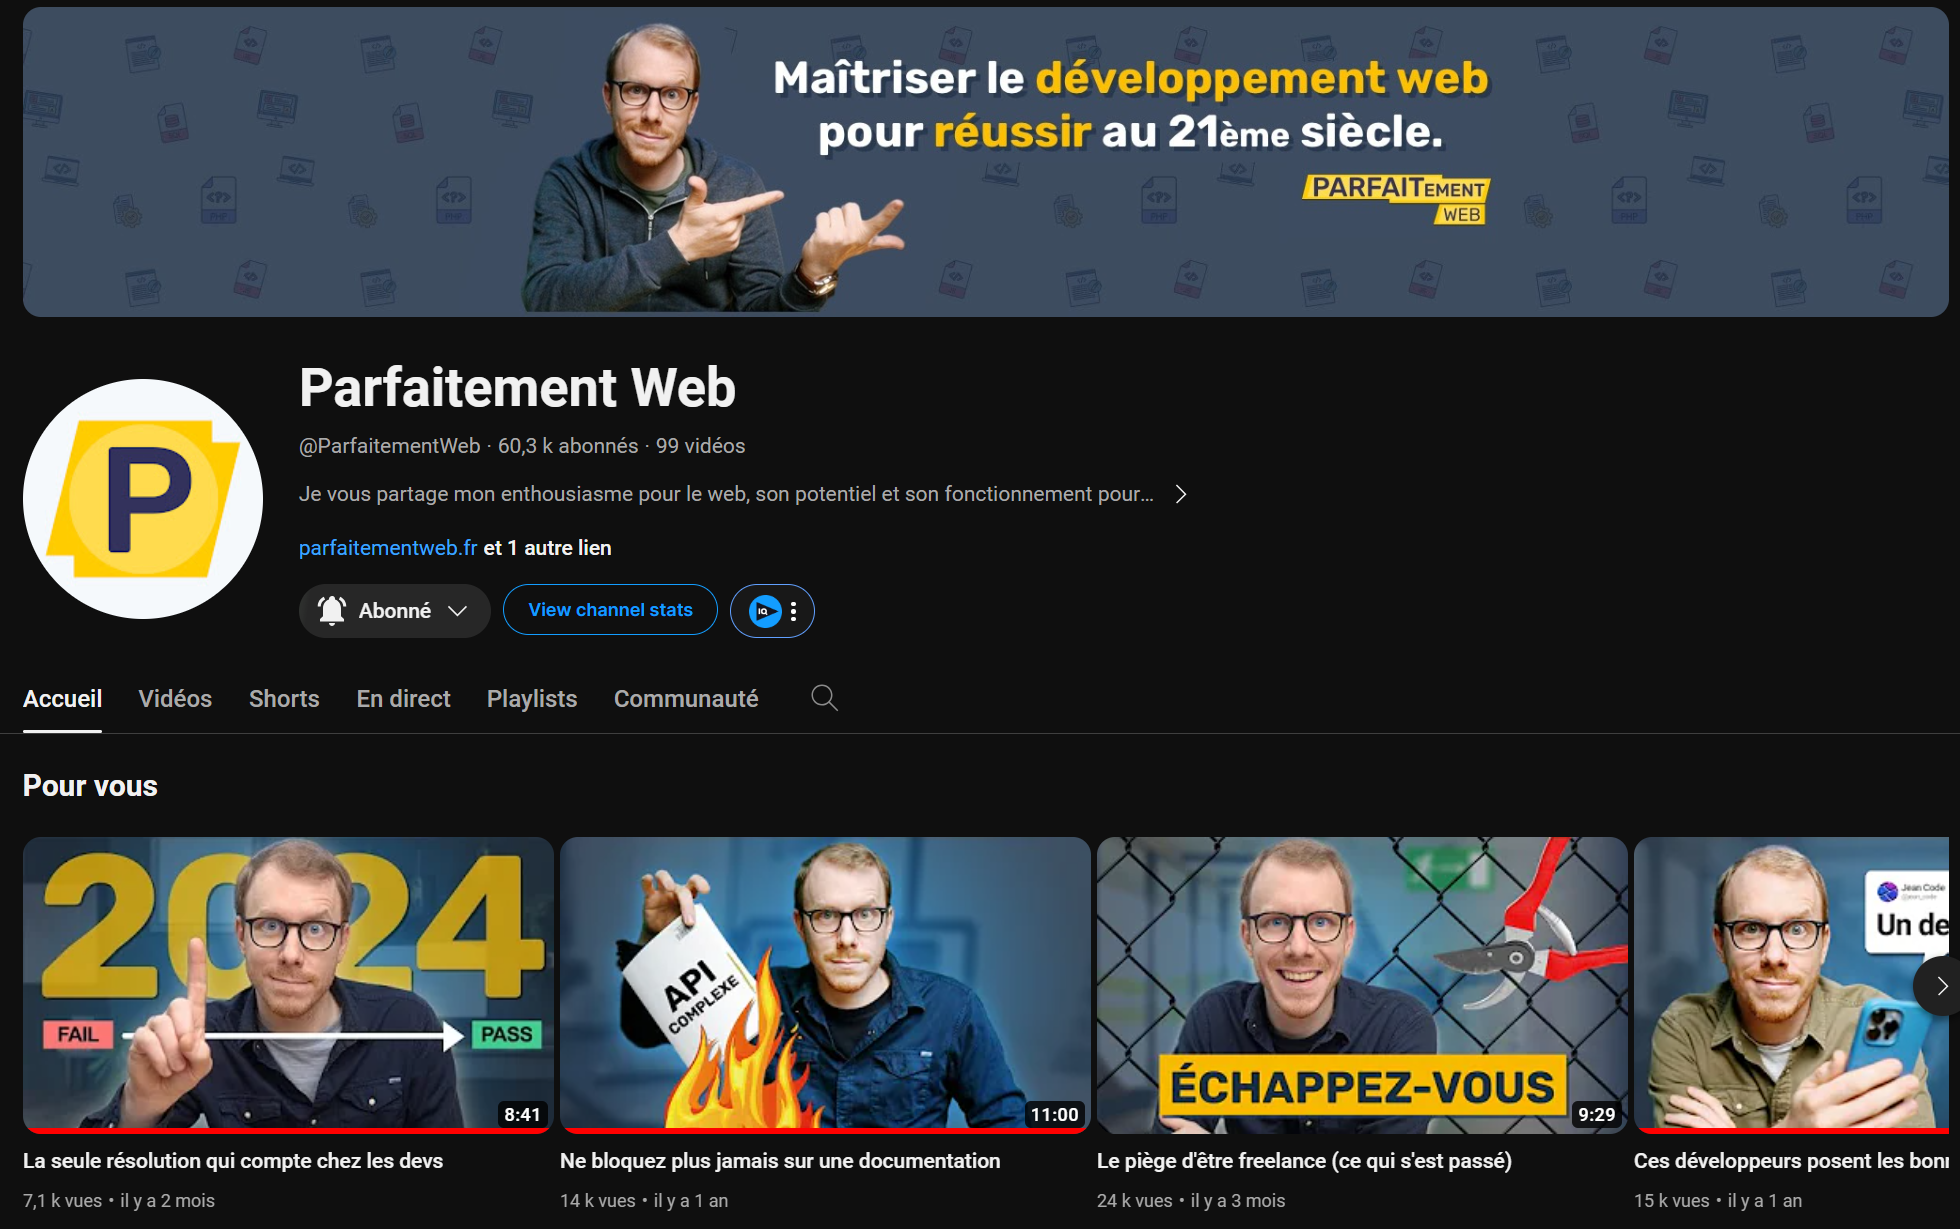 Maîtriser le développement web
pour réussir au 21ème siècle.
PARFAITEMENT
WEB
P
Parfaitement Web
@ParfaitementWeb · 60,3 k abonnés · 99 vidéos
Je vous partage mon enthousiasme pour le web, son potentiel et son fonctionnement pour...
parfaitementweb.fr et 1 autre lien
Abonné
View channel stats
IQ
Accueil Vidéos Shorts En direct Playlists Communauté
Pour vous
2024
FAIL PASS
8:41
La seule résolution qui compte chez les devs
7,1 k vues • il y a 2 mois
API
COMPLEXE
11:00
Ne bloquez plus jamais sur une documentation
14 k vues • il y a 1 an
ÉCHAPPEZ-VOUS
9:29
Le piège d'être freelance (ce qui s'est passé)
24 k vues • il y a 3 mois
Jean Code
Un de
Ces développeurs posent les bon
15 k vues • il y a 1 an